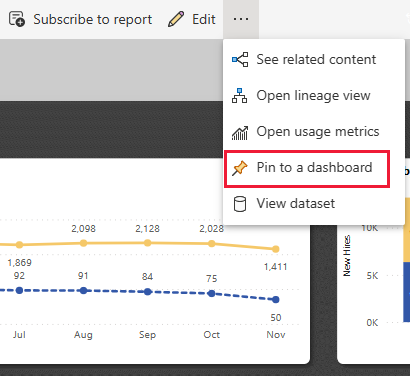 Subscribe to report Edit ...
See related content
Open lineage view
Open usage metrics
Pin to a dashboard
View dataset
2,098 2,128 2,028
1,869 1,411
92 91 84 75
50
Jul Aug Sep Oct Nov
New Hires
10K
5K
0K